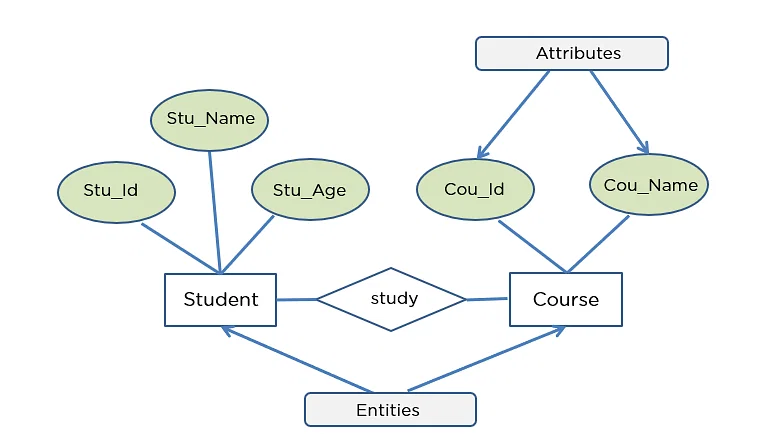 Attributes
Stu_Name
Stu_Id
Stu_Age
Cou_Id
Cou_Name
Student
study
Course
Entities